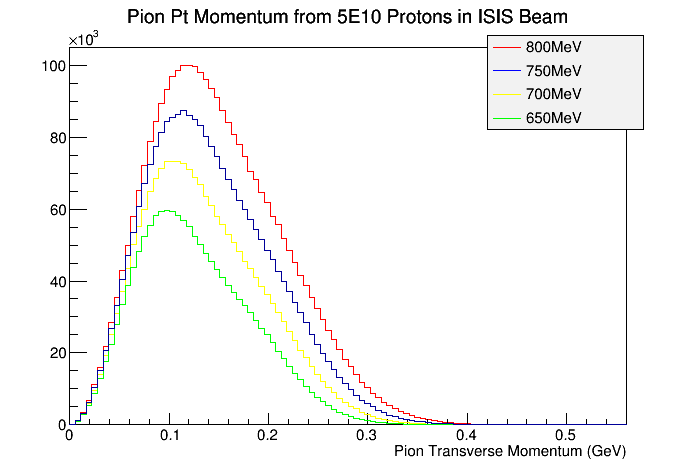 Pion Pt Momentum from 5E10 Protons in ISIS Beam
×10³
800MeV
750MeV
700MeV
650MeV
100
80
60
40
20
0
0 0.1 0.2 0.3 0.4 0.5
Pion Transverse Momentum (GeV)